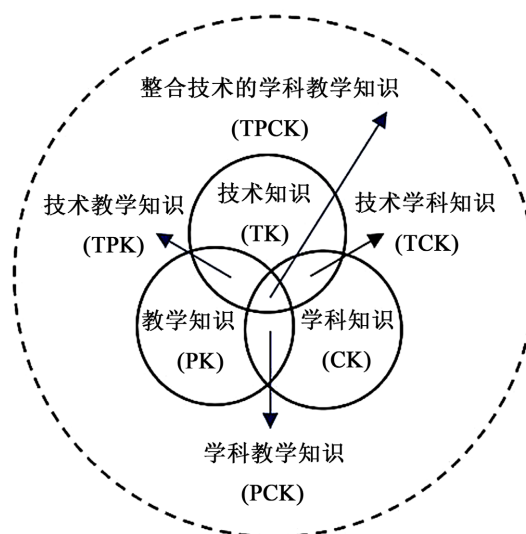 整合技术的学科教学知识
(TPCK)
技术知识
(TK)
技术教学知识
(TPK)
技术学科知识
(TCK)
教学知识
(PK)
学科知识
(CK)
学科教学知识
(PCK)